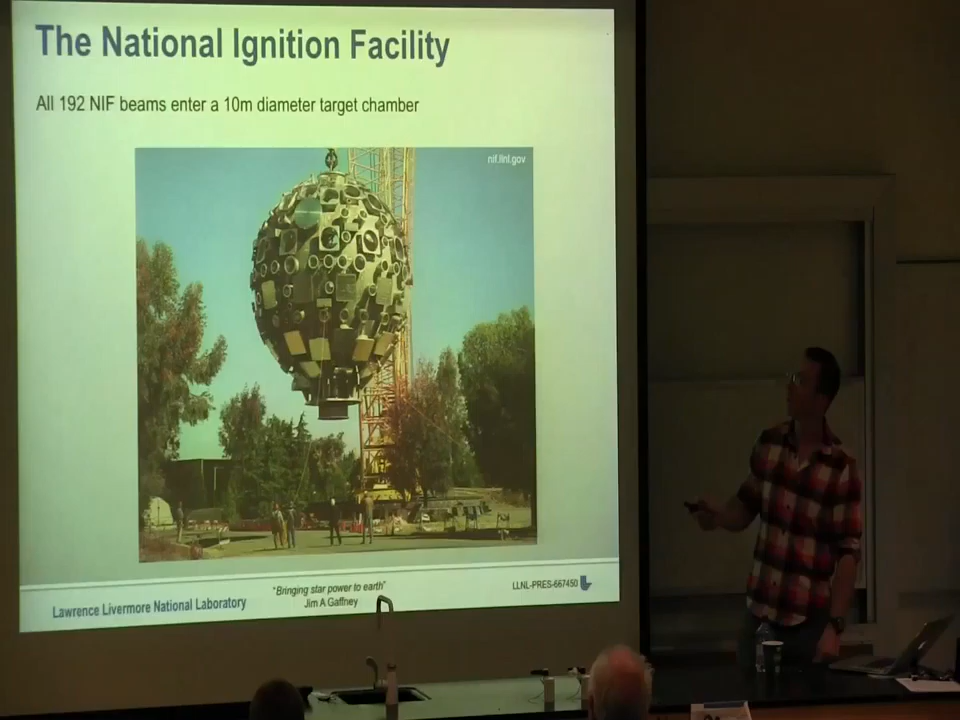 The National Ignition Facility
All 192 NIF beams enter a 10m diameter target chamber
nif.llnl.gov
"Bringing star power to earth"
Jim A Gaffney
LLNL-PRES-667450
Lawrence Livermore National Laboratory